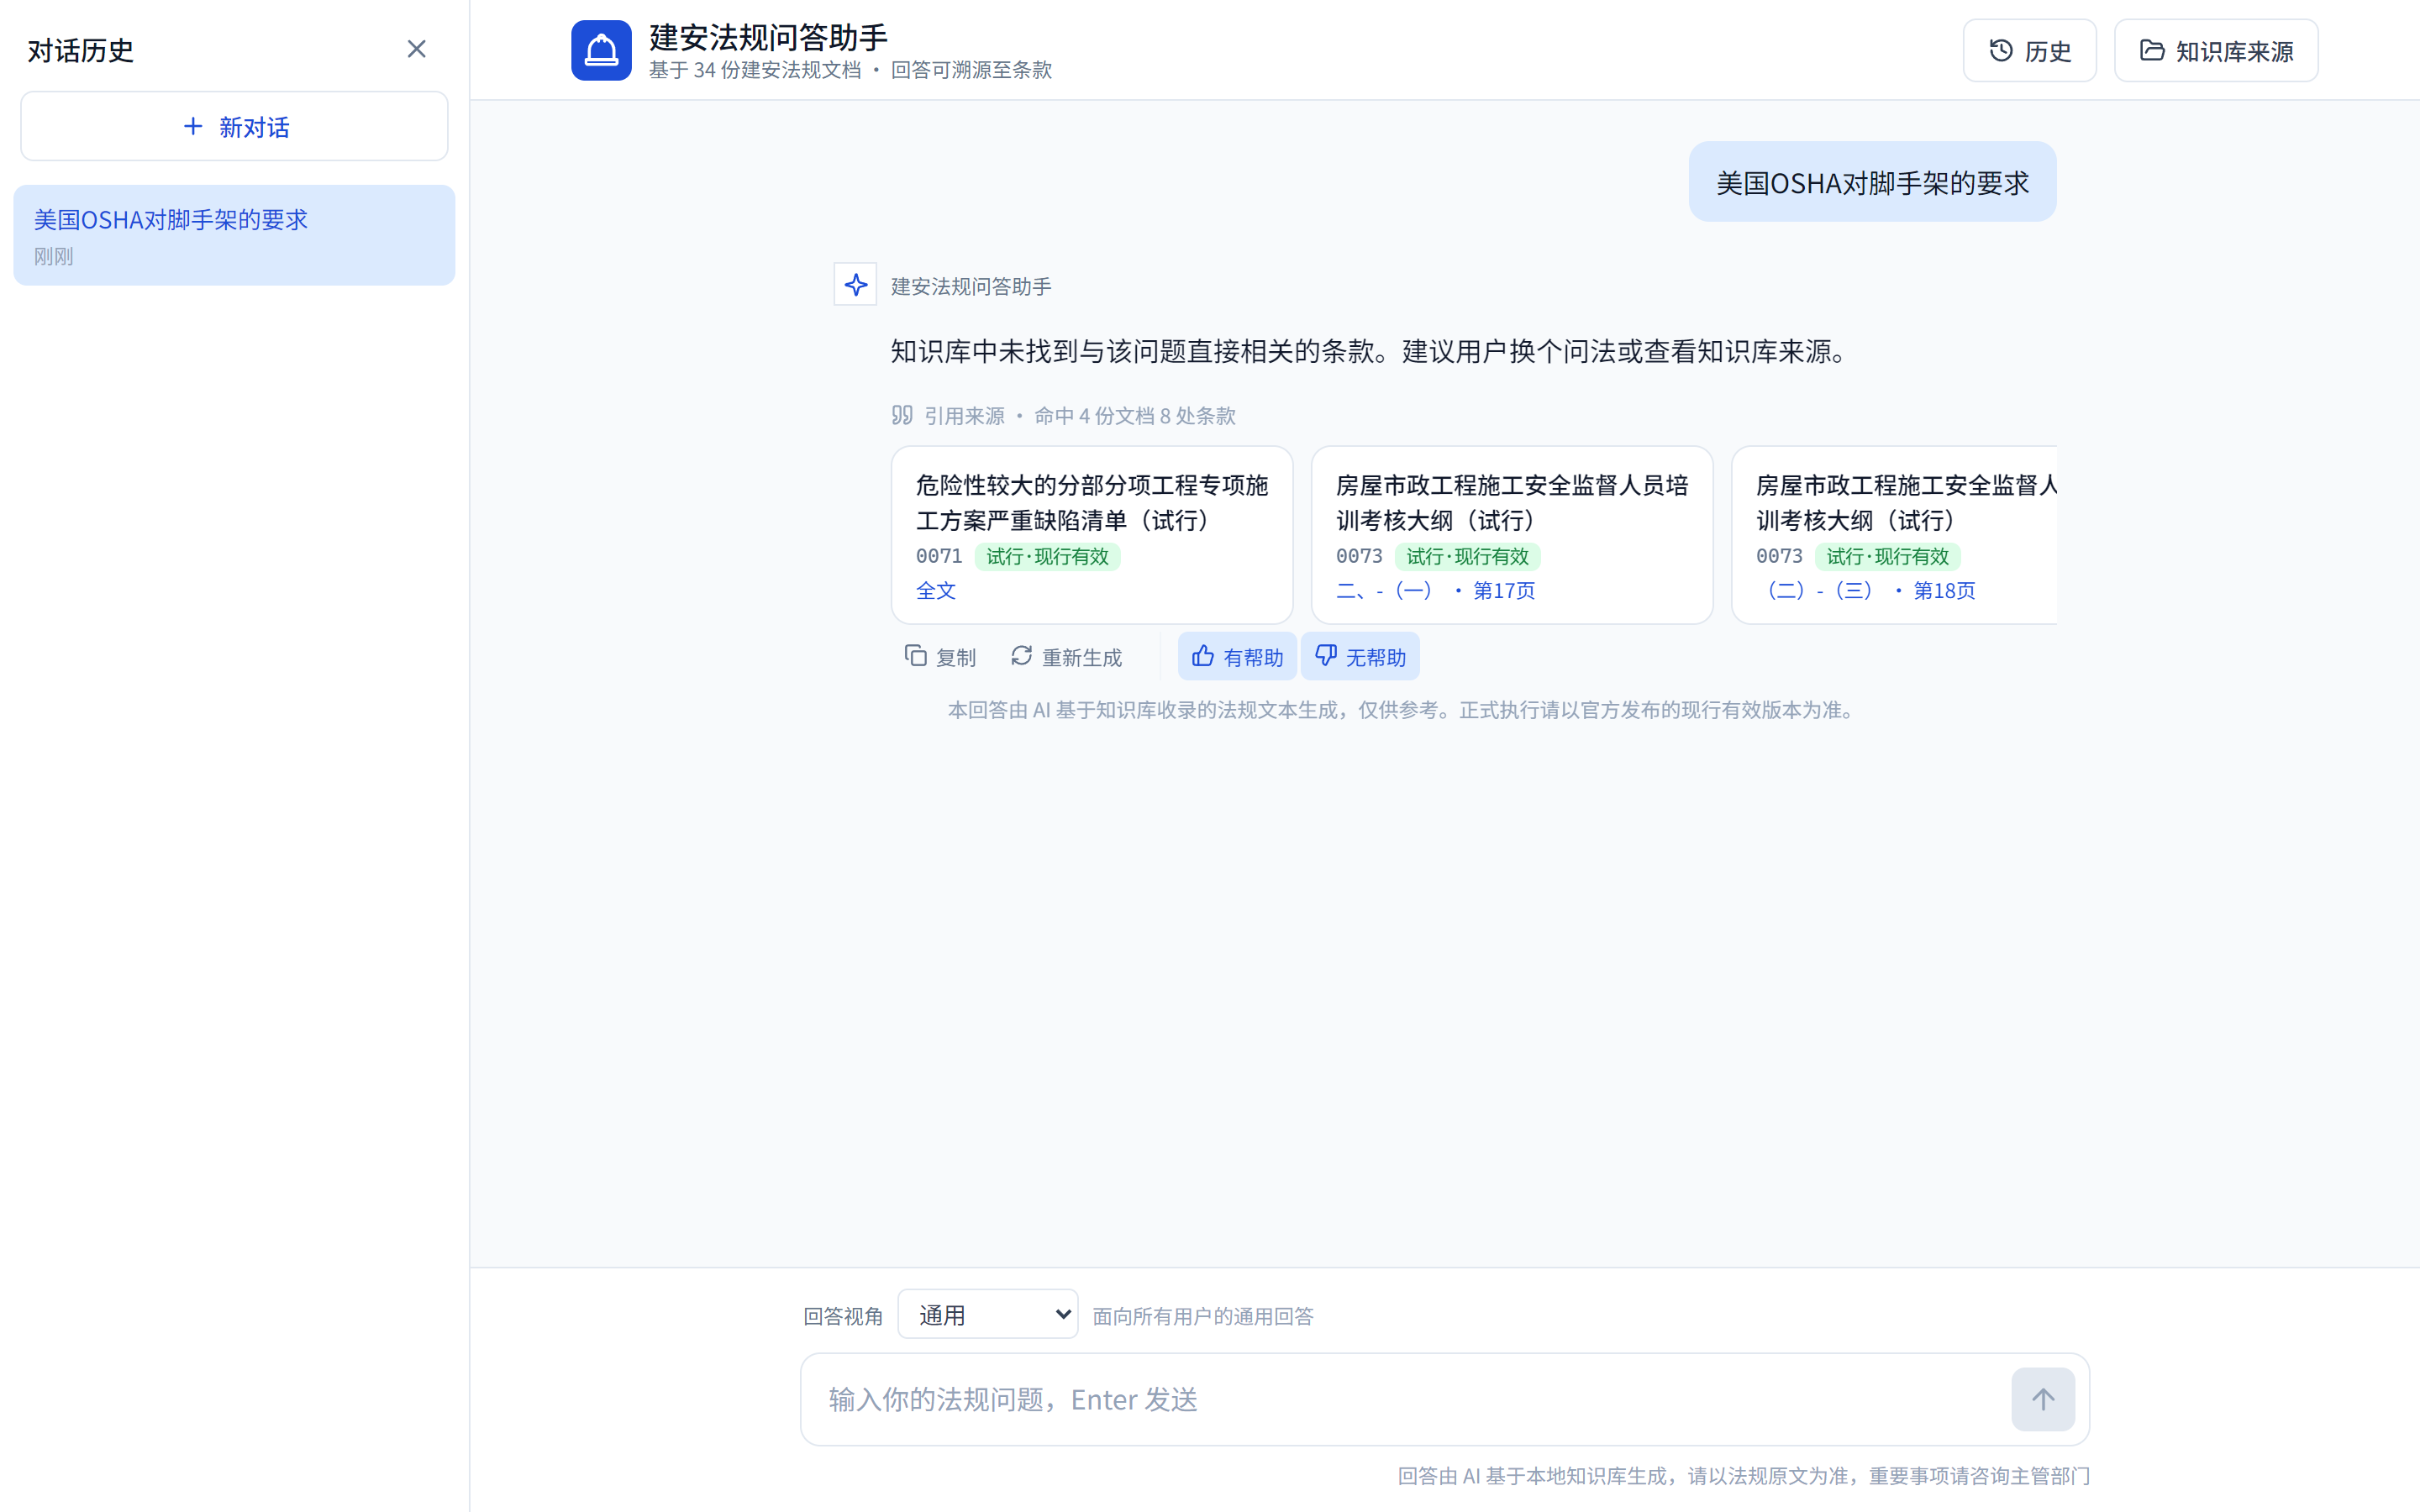 对话历史
新对话
美国OSHA对脚手架的要求
刚刚
建安法规问答助手
基于 34 份建安法规文档 · 回答可溯源至条款
历史
知识库来源
美国OSHA对脚手架的要求
建安法规问答助手
知识库中未找到与该问题直接相关的条款。建议用户换个问法或查看知识库来源。
引用来源 · 命中 4 份文档 8 处条款
危险性较大的分部分项工程专项施
工方案严重缺陷清单（试行）
0071 试行·现行有效
全文
房屋市政工程施工安全监督人员培
训考核大纲（试行）
0073 试行·现行有效
二、-（一） · 第17页
房屋市政工程施工安全监督人
训考核大纲（试行）
0073 试行·现行有效
（二）-（三） · 第18页
复制
重新生成
有帮助
无帮助
本回答由 AI 基于知识库收录的法规文本生成，仅供参考。正式执行请以官方发布的现行有效版本为准。
回答视角
通用
面向所有用户的通用回答
输入你的法规问题，Enter 发送
回答由 AI 基于本地知识库生成，请以法规原文为准，重要事项请咨询主管部门